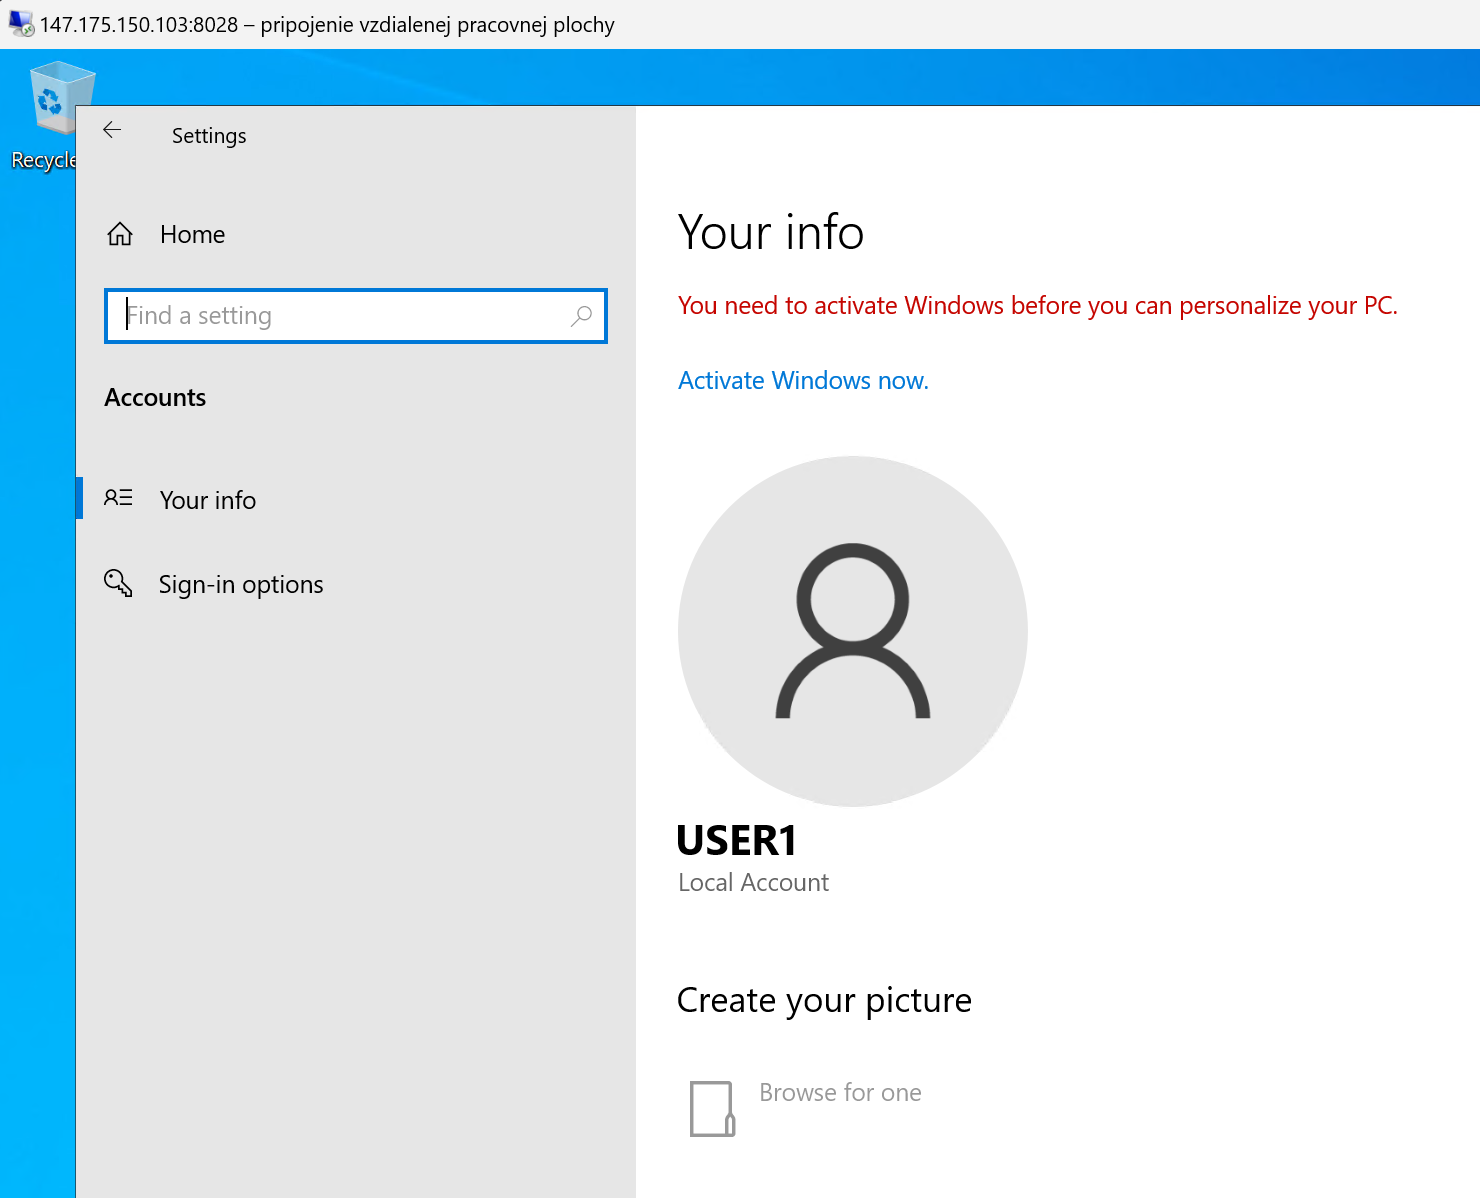 147.175.150.103:8028 – pripojenie vzdialenej pracovnej plochy
Recycle
Settings
Home
Find a setting
Accounts
Your info
Sign-in options
Your info
You need to activate Windows before you can personalize your PC.
Activate Windows now.
USER1
Local Account
Create your picture
Browse for one